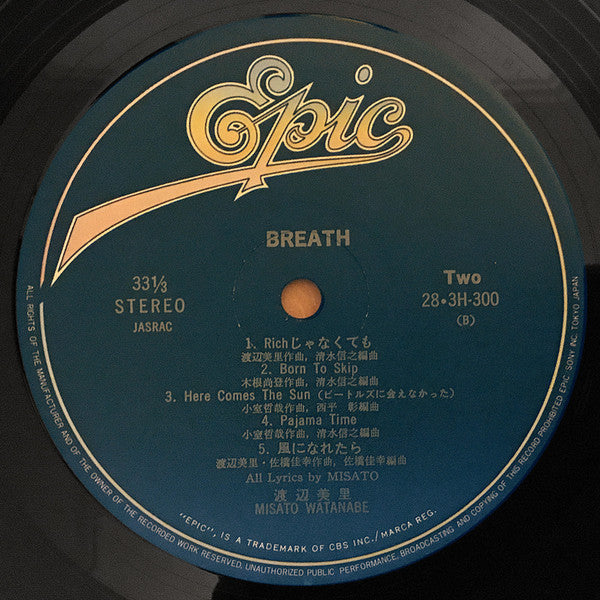 Epic
BREATH
33⅓
STEREO
JASRAC
Two
28•3H-300
(B)
1. Richじゃなくても
渡辺美里作曲, 清水信之編曲
2. Born To Skip
木根尚登作曲, 清水信之編曲
3. Here Comes The Sun (ビートルズに会えなかった)
小室哲哉作曲, 西平 彰編曲
4. Pajama Time
小室哲哉作曲, 清水信之編曲
5. 風になれたら
渡辺美里・佐橋佳幸作曲, 佐橋佳幸編曲
All Lyrics by MISATO
渡辺美里
MISATO WATANABE
"EPIC", IS A TRADEMARK OF CBS INC./MARCA REG.
ALL RIGHTS OF THE MANUFACTURER AND OF THE OWNER OF THE RECORDED WORK RESERVED. UNAUTHORIZED PUBLIC PERFORMANCE, BROADCASTING AND COPYING OF THIS RECORD PROHIBITED EPIC/SONY INC. TOKYO JAPAN